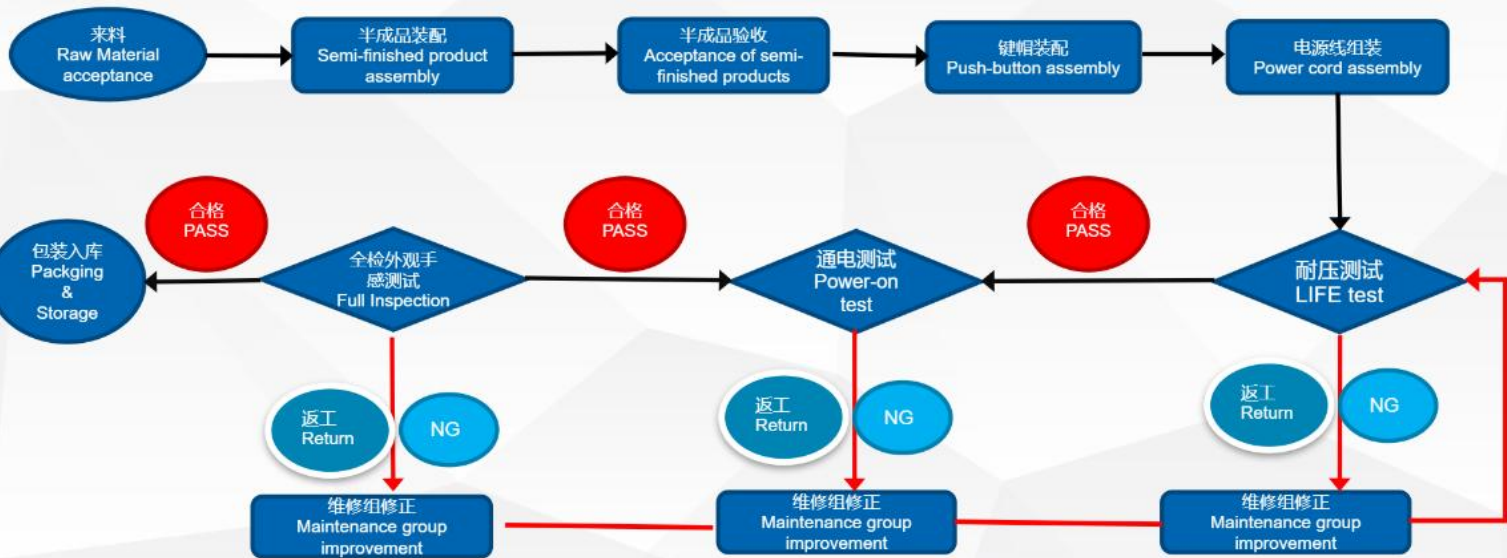 来料
Raw Material
acceptance
半成品装配
Semi-finished product
assembly
半成品验收
Acceptance of semi-
finished products
键帽装配
Push-button assembly
电源线组装
Power cord assembly
合格
PASS
合格
PASS
合格
PASS
包装入库
Packging
&
Storage
全检外观手
感测试
Full Inspection
通电测试
Power-on
test
耐压测试
LIFE test
返工
Return
NG
返工
Return
NG
返工
Return
NG
维修组修正
Maintenance group
improvement
维修组修正
Maintenance group
improvement
维修组修正
Maintenance group
improvement